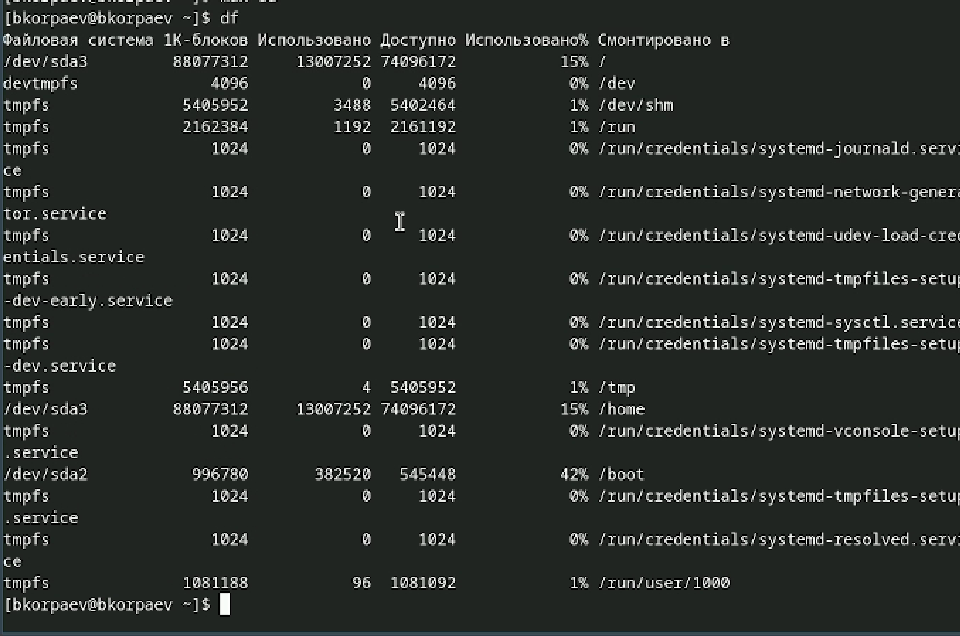 [bkorpaev@bkorpaev ~]$ df
Файловая система 1K-блоков Использовано Доступно Использовано% Смонтировано в
/dev/sda3 88077312 13007252 74096172 15% /
devtmpfs 4096 0 4096 0% /dev
tmpfs 5405952 3488 5402464 1% /dev/shm
tmpfs 2162384 1192 2161192 1% /run
tmpfs 1024 0 1024 0% /run/credentials/systemd-journald.servi
ce
tmpfs 1024 0 1024 0% /run/credentials/systemd-network-genera
tor.service
tmpfs 1024 0 1024 0% /run/credentials/systemd-udev-load-cred
entials.service
tmpfs 1024 0 1024 0% /run/credentials/systemd-tmpfiles-setup
-dev-early.service
tmpfs 1024 0 1024 0% /run/credentials/systemd-sysctl.service
tmpfs 1024 0 1024 0% /run/credentials/systemd-tmpfiles-setup
-dev.service
tmpfs 5405956 4 5405952 1% /tmp
/dev/sda3 88077312 13007252 74096172 15% /home
tmpfs 1024 0 1024 0% /run/credentials/systemd-vconsole-setup
.service
/dev/sda2 996780 382520 545448 42% /boot
tmpfs 1024 0 1024 0% /run/credentials/systemd-tmpfiles-setup
.service
tmpfs 1024 0 1024 0% /run/credentials/systemd-resolved.servi
ce
tmpfs 1081188 96 1081092 1% /run/user/1000
[bkorpaev@bkorpaev ~]$